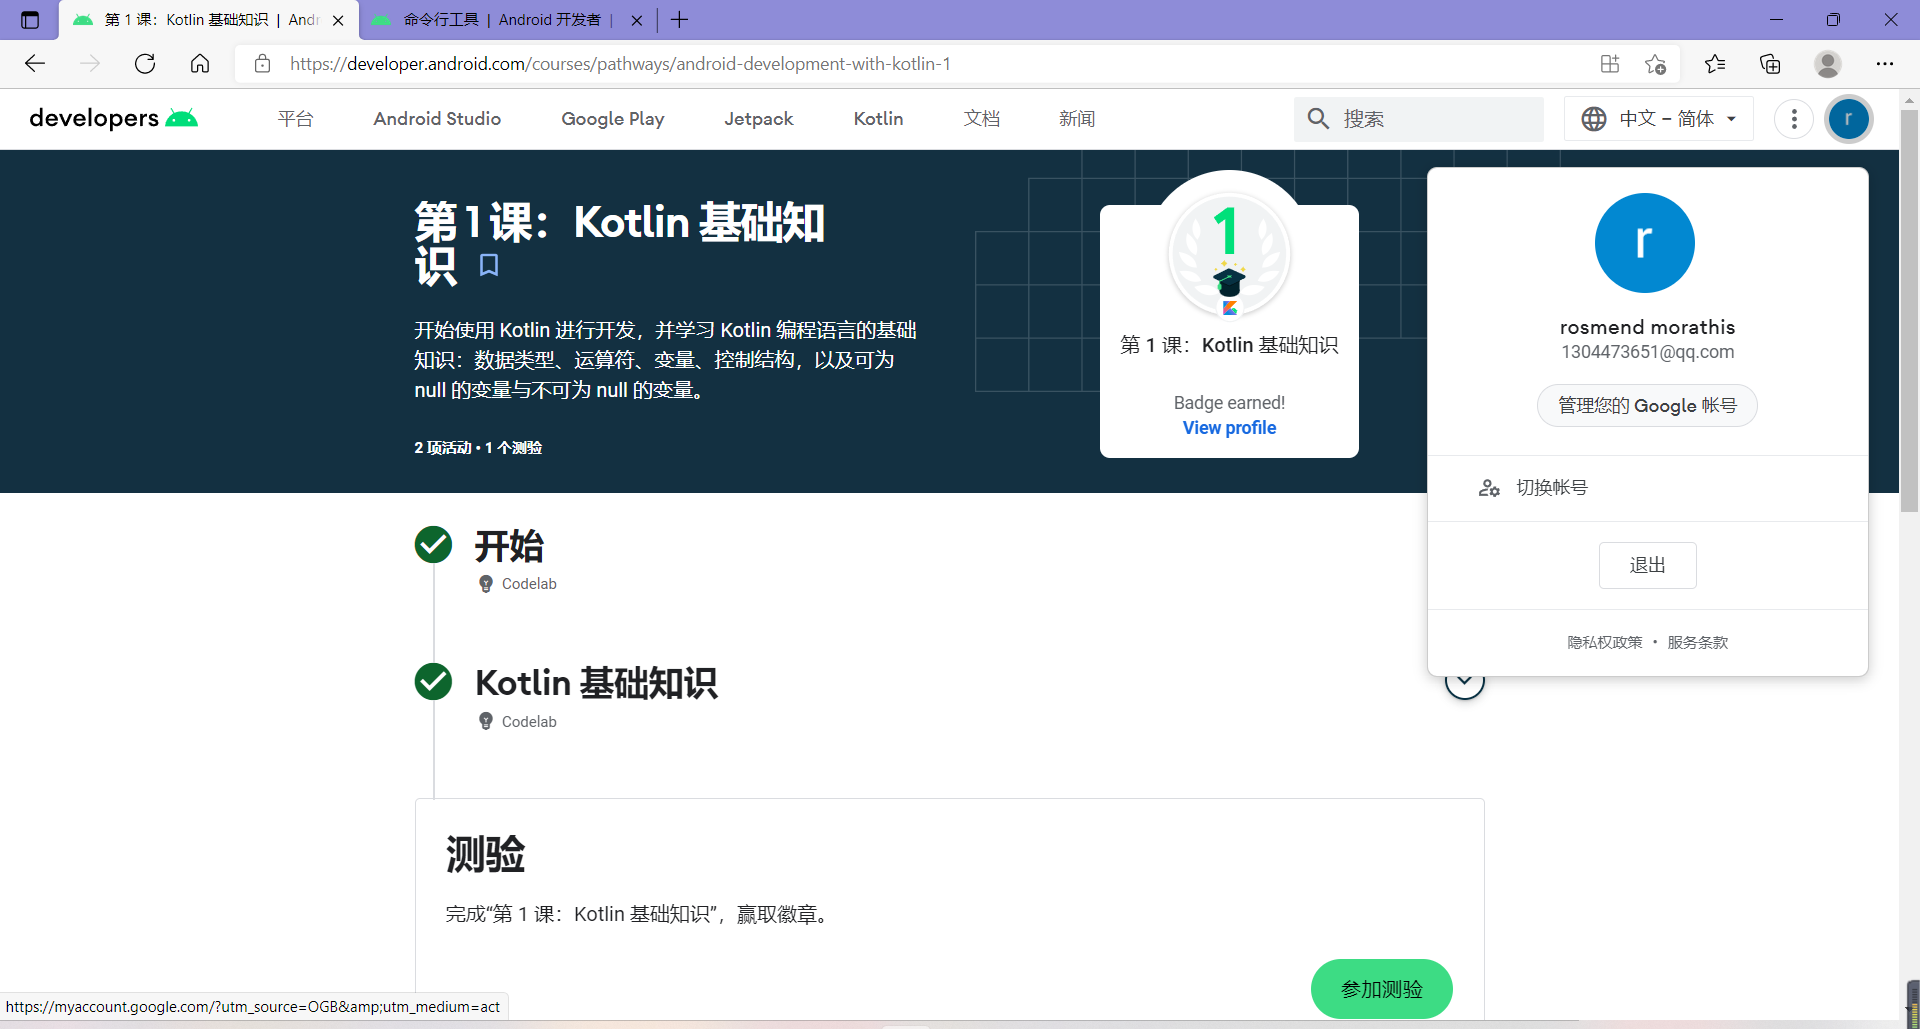 第 1 课：Kotlin 基础知识 | Andr
命令行工具 | Android 开发者 |
https://developer.android.com/courses/pathways/android-development-with-kotlin-1
developers
平台
Android Studio
Google Play
Jetpack
Kotlin
文档
新闻
搜索
中文 – 简体
r
第 1 课：Kotlin 基础知
识
开始使用 Kotlin 进行开发，并学习 Kotlin 编程语言的基础
知识：数据类型、运算符、变量、控制结构，以及可为
null 的变量与不可为 null 的变量。
2 项活动 • 1 个测验
1
第 1 课：Kotlin 基础知识
Badge earned!
View profile
r
rosmend morathis
1304473651@qq.com
管理您的 Google 帐号
切换帐号
退出
隐私权政策 • 服务条款
开始
Codelab
Kotlin 基础知识
Codelab
测验
完成“第 1 课：Kotlin 基础知识”，赢取徽章。
参加测验
https://myaccount.google.com/?utm_source=OGB&amp;utm_medium=act